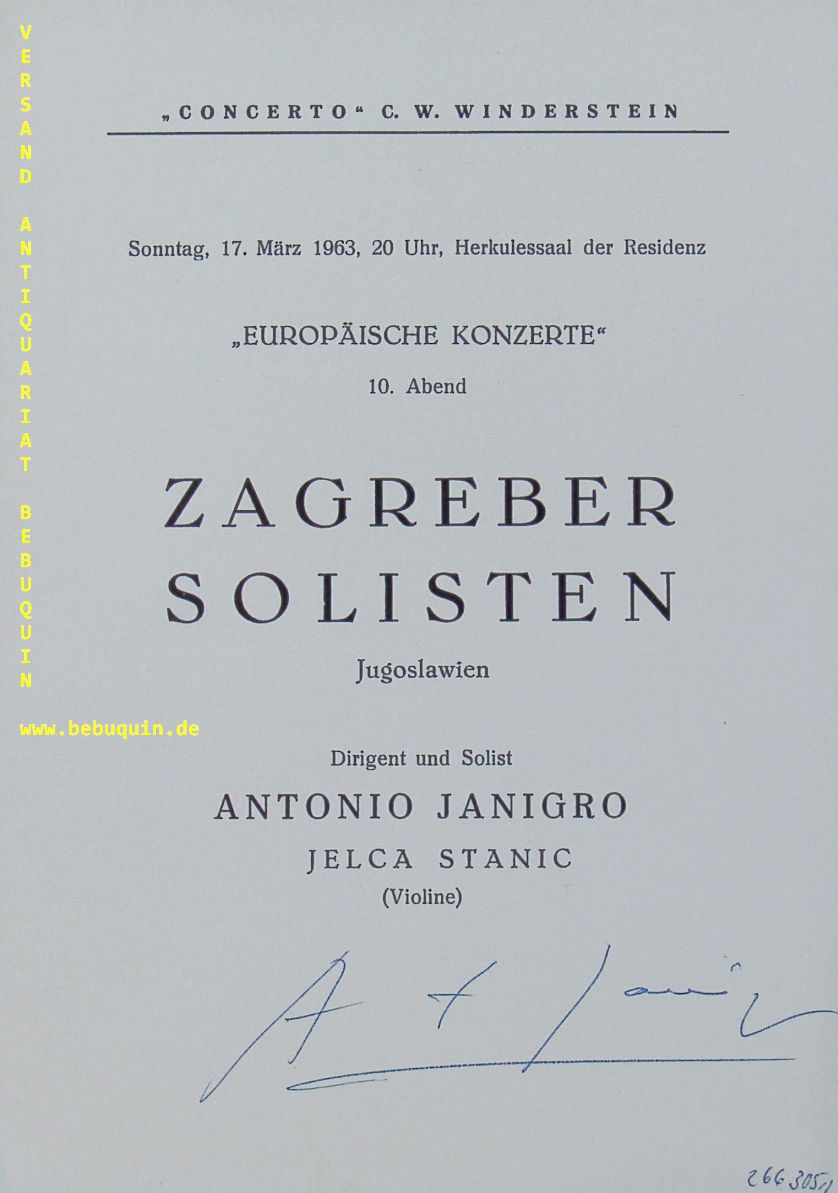 VERSAND ANTIQUARIAT BEBUQUIN
www.bebuquin.de
„CONCERTO“ C. W. WINDERSTEIN
Sonntag, 17. März 1963, 20 Uhr, Herkulessaal der Residenz
„EUROPÄISCHE KONZERTE“
10. Abend
ZAGREBER
SOLISTEN
Jugoslawien
Dirigent und Solist
ANTONIO JANIGRO
JELCA STANIC
(Violine)